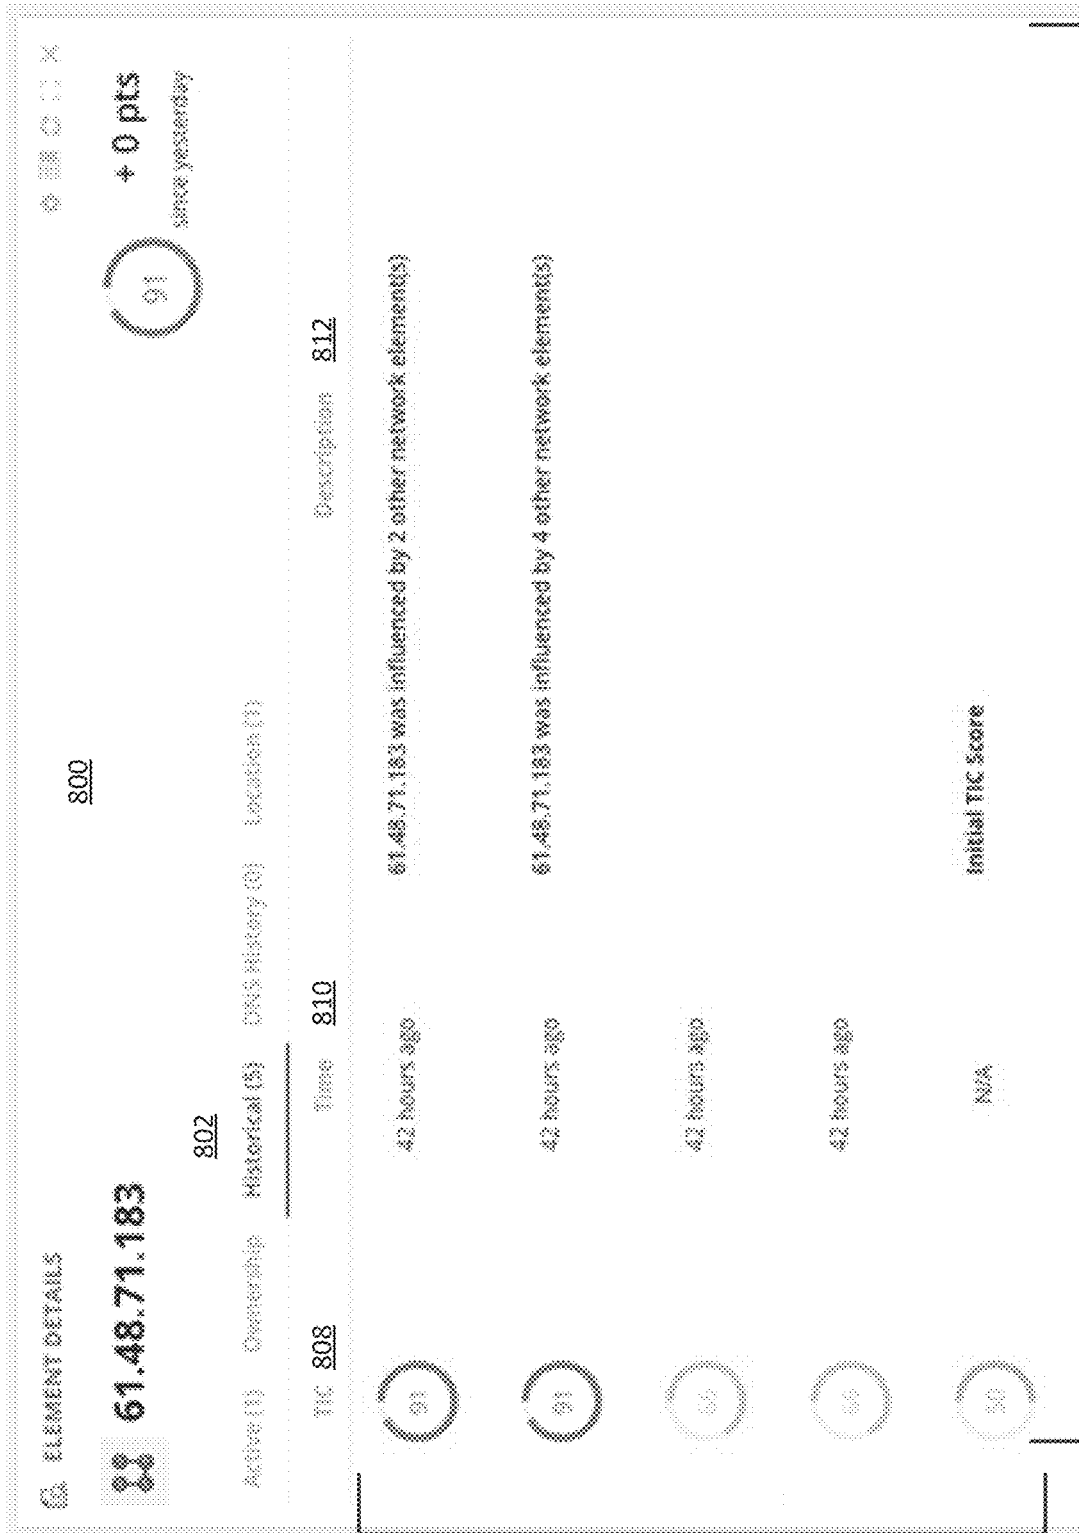 ELEMENT DETAILS
800
61.48.71.183
91
+ 0 pts
since yesterday
802
Active (1) Ownership Historical (5) DNS History (0) Location (1)
TIC 808 Time 810 Description 812
91 42 hours ago 61.48.71.183 was influenced by 2 other network element(s)
91 42 hours ago 61.48.71.183 was influenced by 4 other network element(s)
42 hours ago
42 hours ago
50 N/A Initial TIC Score